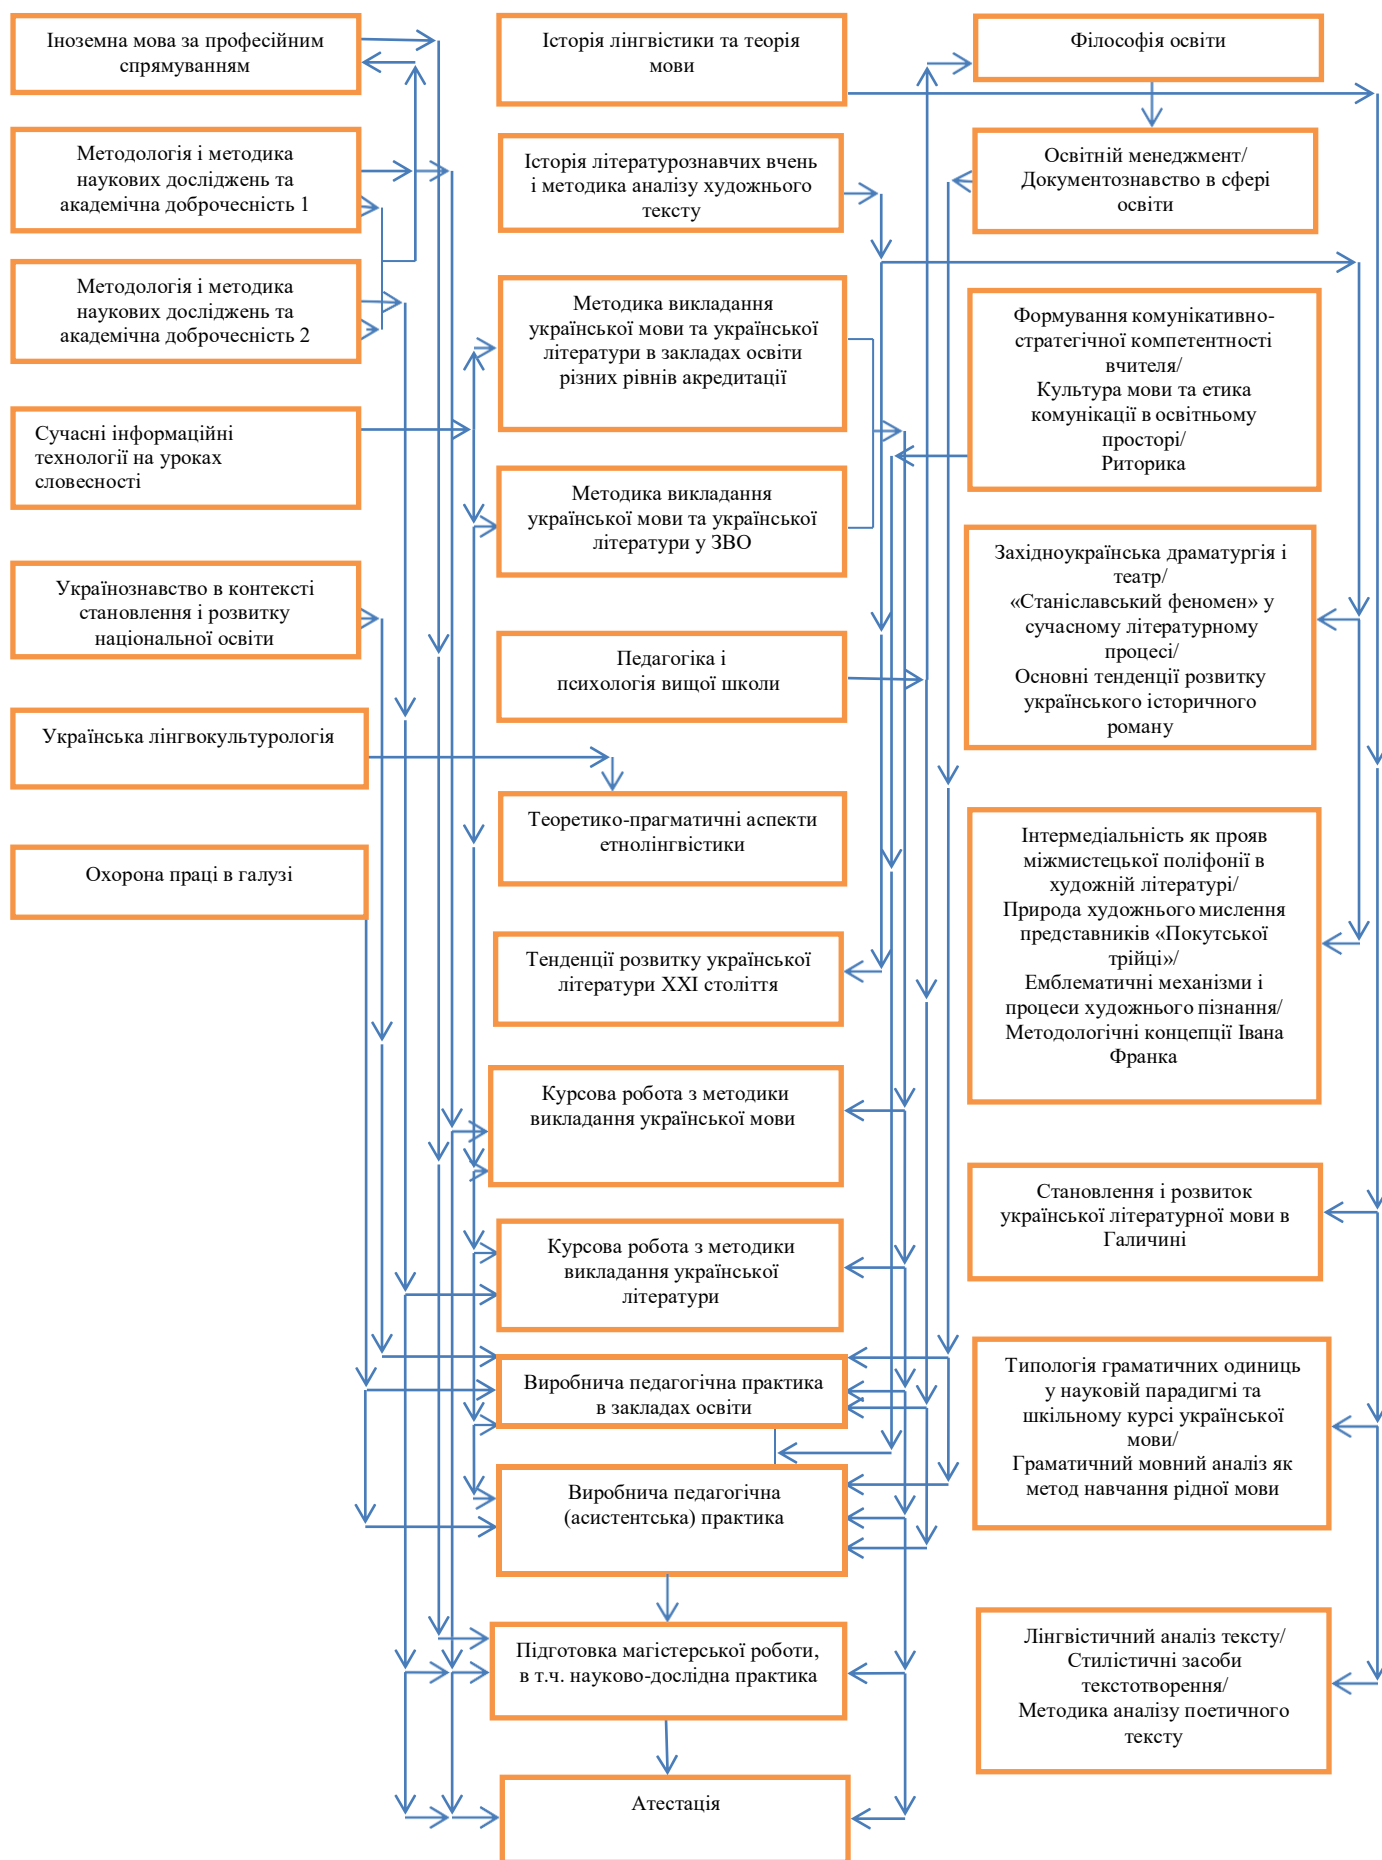 Іноземна мова за професійним
спрямуванням
Методологія і методика
наукових досліджень та
академічна доброчесність 1
Методологія і методика
наукових досліджень та
академічна доброчесність 2
Сучасні інформаційні
технології на уроках
словесності
Українознавство в контексті
становлення і розвитку
національної освіти
Українська лінгвокультурологія
Охорона праці в галузі
Історія лінгвістики та теорія
мови
Історія літературознавчих вчень
і методика аналізу художнього
тексту
Методика викладання
української мови та української
літератури в закладах освіти
різних рівнів акредитації
Методика викладання
української мови та української
літератури у ЗВО
Педагогіка і
психологія вищої школи
Теоретико-прагматичні аспекти
етнолінгвістики
Тенденції розвитку української
літератури ХХІ століття
Курсова робота з методики
викладання української мови
Курсова робота з методики
викладання української
літератури
Виробнича педагогічна практика
в закладах освіти
Виробнича педагогічна
(асистентська) практика
Підготовка магістерської роботи,
в т.ч. науково-дослідна практика
Атестація
Філософія освіти
Освітній менеджмент/
Документознавство в сфері
освіти
Формування комунікативно-
стратегічної компетентності
вчителя/
Культура мови та етика
комунікації в освітньому
просторі/
Риторика
Західноукраїнська драматургія і
театр/
«Станіславський феномен» у
сучасному літературному
процесі/
Основні тенденції розвитку
українського історичного
роману
Інтермедіальність як прояв
міжмистецької поліфонії в
художній літературі/
Природа художнього мислення
представників «Покутської
трійці»/
Емблематичні механізми і
процеси художнього пізнання/
Методологічні концепції Івана
Франка
Становлення і розвиток
української літературної мови в
Галичині
Типологія граматичних одиниць
у науковій парадигмі та
шкільному курсі української
мови/
Граматичний мовний аналіз як
метод навчання рідної мови
Лінгвістичний аналіз тексту/
Стилістичні засоби
текстотворення/
Методика аналізу поетичного
тексту